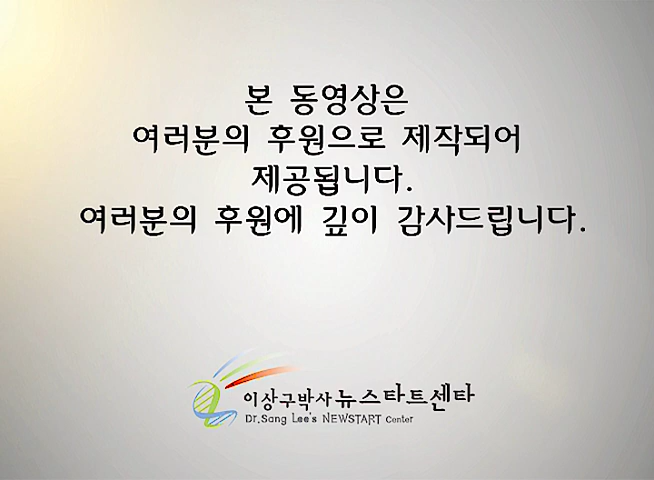 본 동영상은
여러분의 후원으로 제작되어
제공됩니다.
여러분의 후원에 깊이 감사드립니다.
이상구박사 뉴스타트센타
Dr.Sang Lee's NEWSTART Center